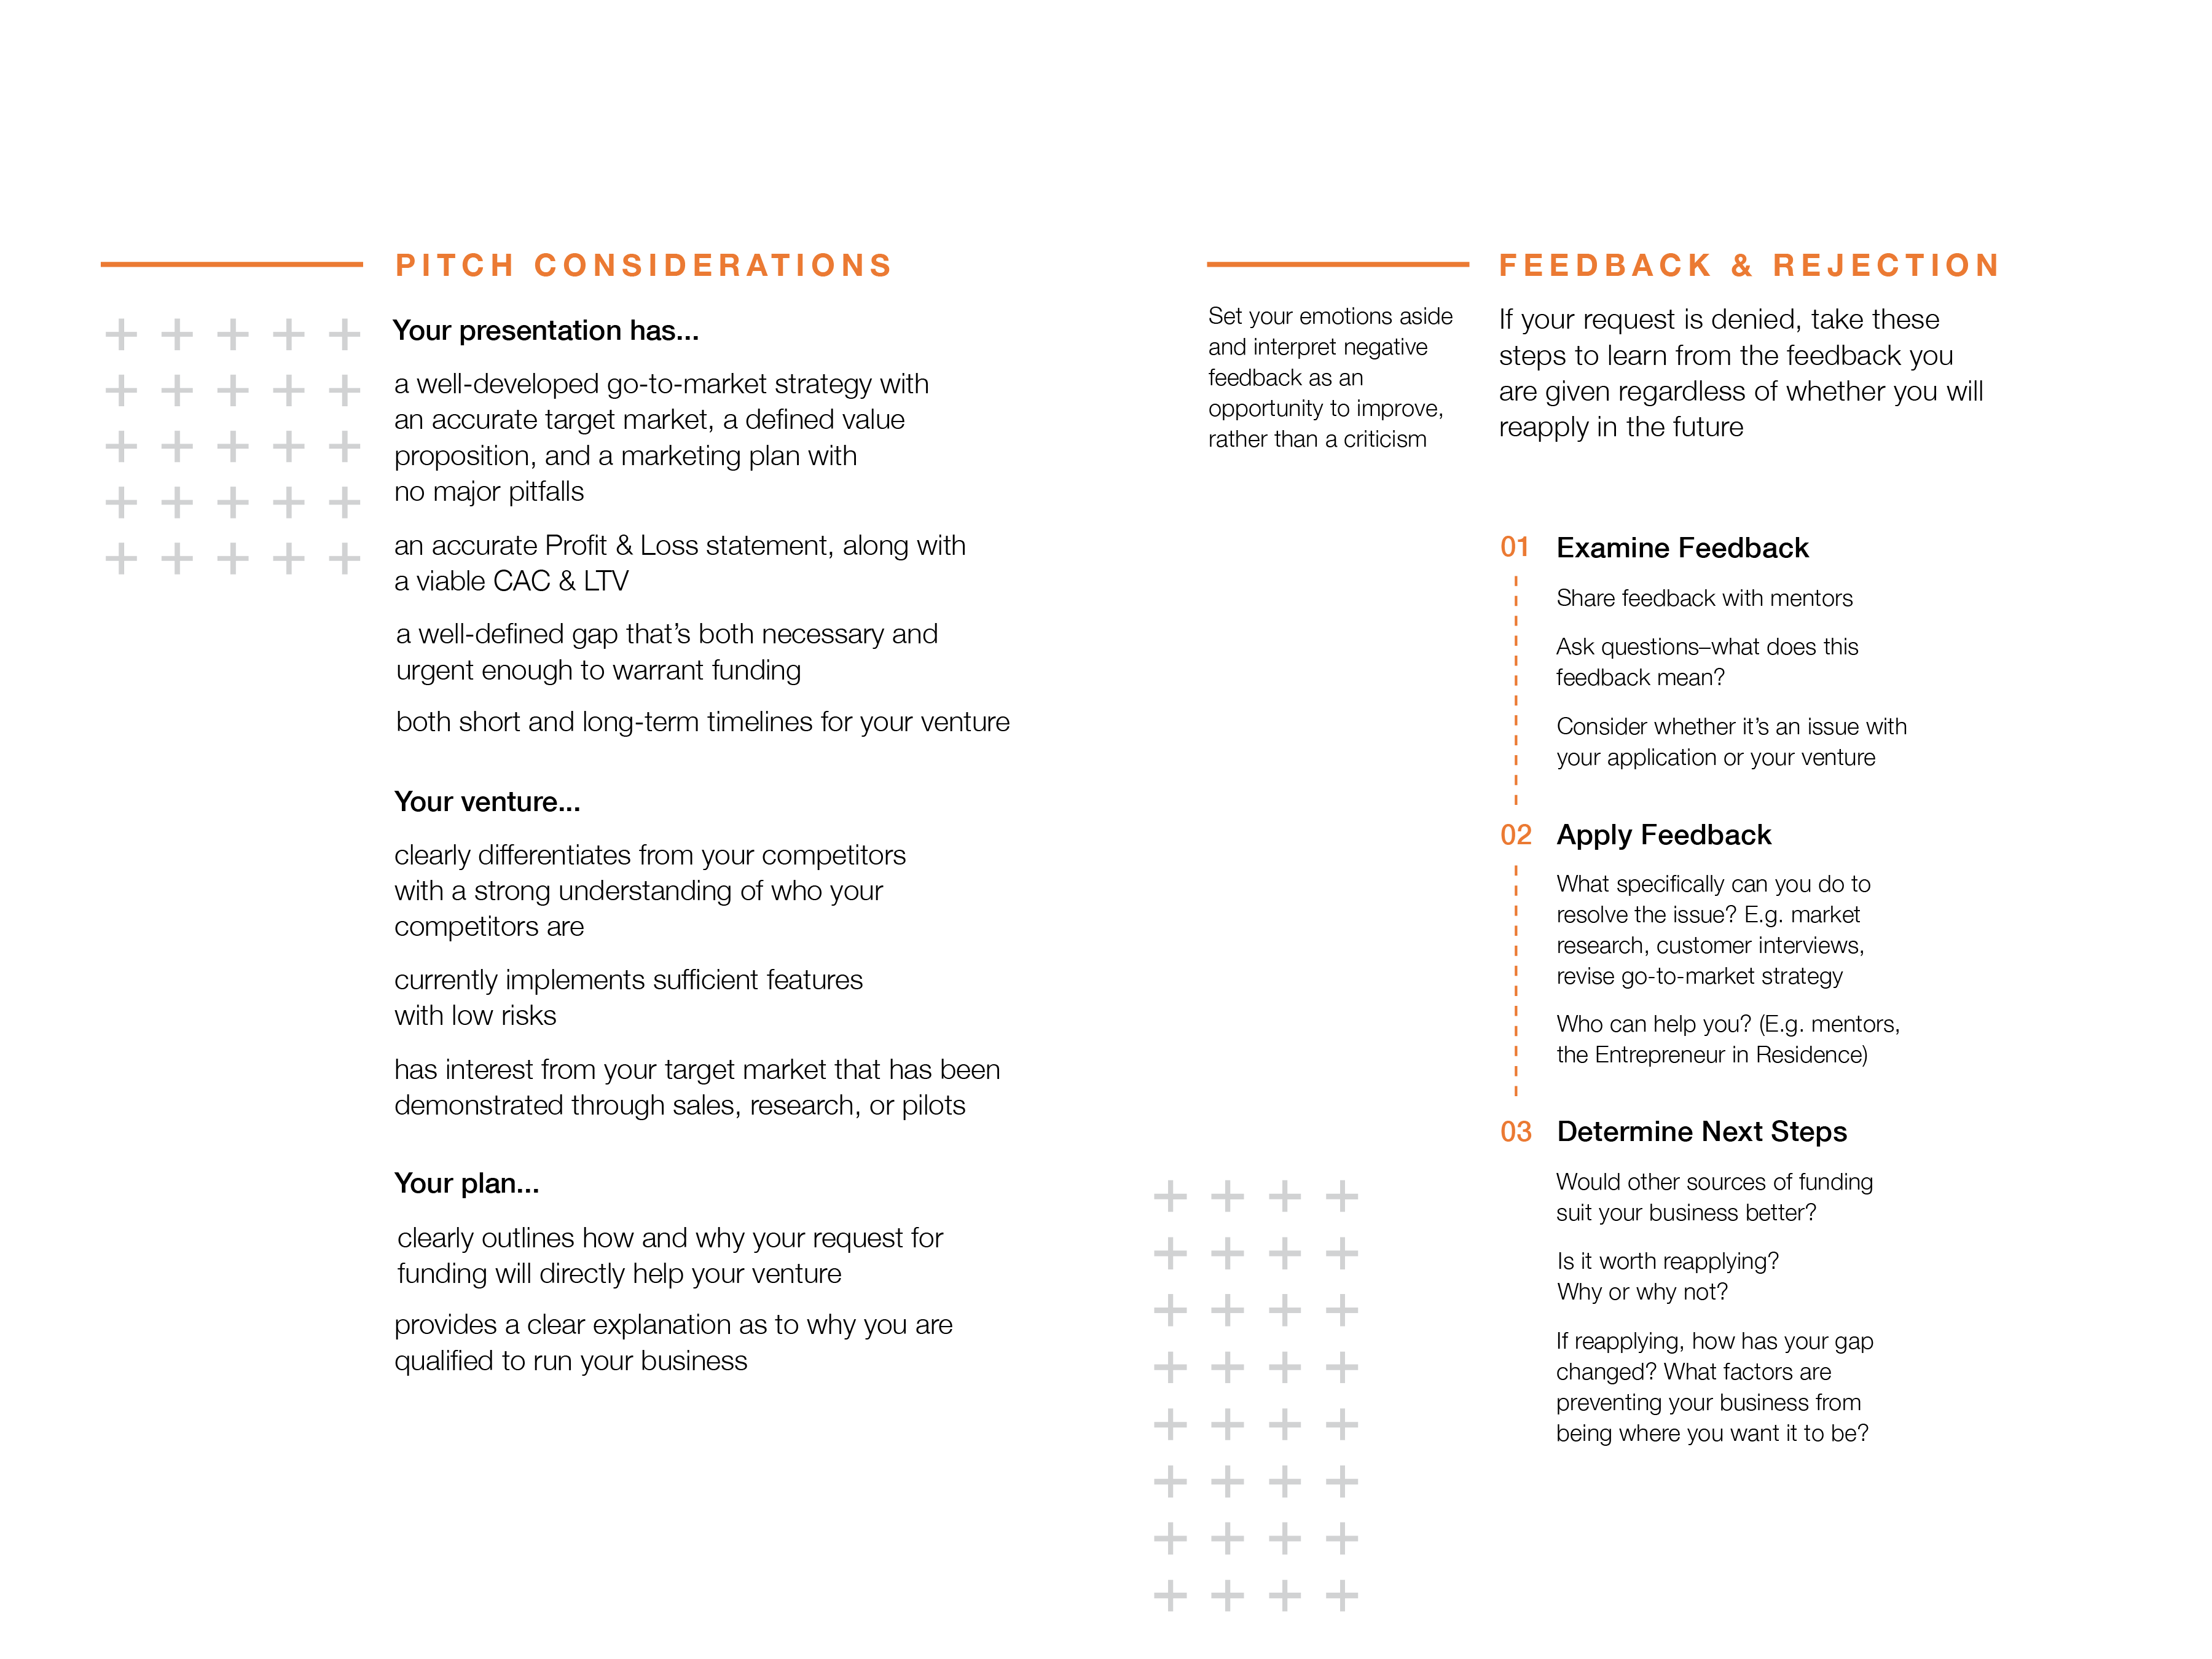 PITCH CONSIDERATIONS
Your presentation has...
a well-developed go-to-market strategy with
an accurate target market, a defined value
proposition, and a marketing plan with
no major pitfalls
an accurate Profit & Loss statement, along with
a viable CAC & LTV
a well-defined gap that’s both necessary and
urgent enough to warrant funding
both short and long-term timelines for your venture
Your venture...
clearly differentiates from your competitors
with a strong understanding of who your
competitors are
currently implements sufficient features
with low risks
has interest from your target market that has been
demonstrated through sales, research, or pilots
Your plan...
clearly outlines how and why your request for
funding will directly help your venture
provides a clear explanation as to why you are
qualified to run your business
FEEDBACK & REJECTION
Set your emotions aside
and interpret negative
feedback as an
opportunity to improve,
rather than a criticism
If your request is denied, take these
steps to learn from the feedback you
are given regardless of whether you will
reapply in the future
01 Examine Feedback
Share feedback with mentors
Ask questions–what does this
feedback mean?
Consider whether it’s an issue with
your application or your venture
02 Apply Feedback
What specifically can you do to
resolve the issue? E.g. market
research, customer interviews,
revise go-to-market strategy
Who can help you? (E.g. mentors,
the Entrepreneur in Residence)
03 Determine Next Steps
Would other sources of funding
suit your business better?
Is it worth reapplying?
Why or why not?
If reapplying, how has your gap
changed? What factors are
preventing your business from
being where you want it to be?